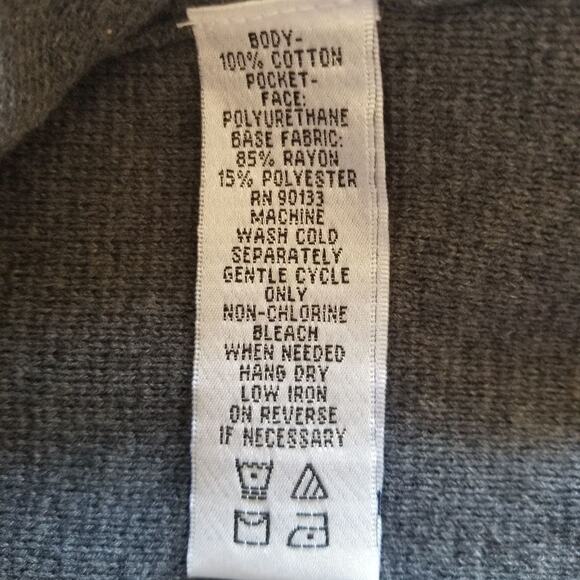 BODY-
100% COTTON
POCKET-
FACE:
POLYURETHANE
BASE FABRIC:
85% RAYON
15% POLYESTER
RN 90133
MACHINE
WASH COLD
SEPARATELY
GENTLE CYCLE
ONLY
NON-CHLORINE
BLEACH
WHEN NEEDED
HANG DRY
LOW IRON
ON REVERSE
IF NECESSARY